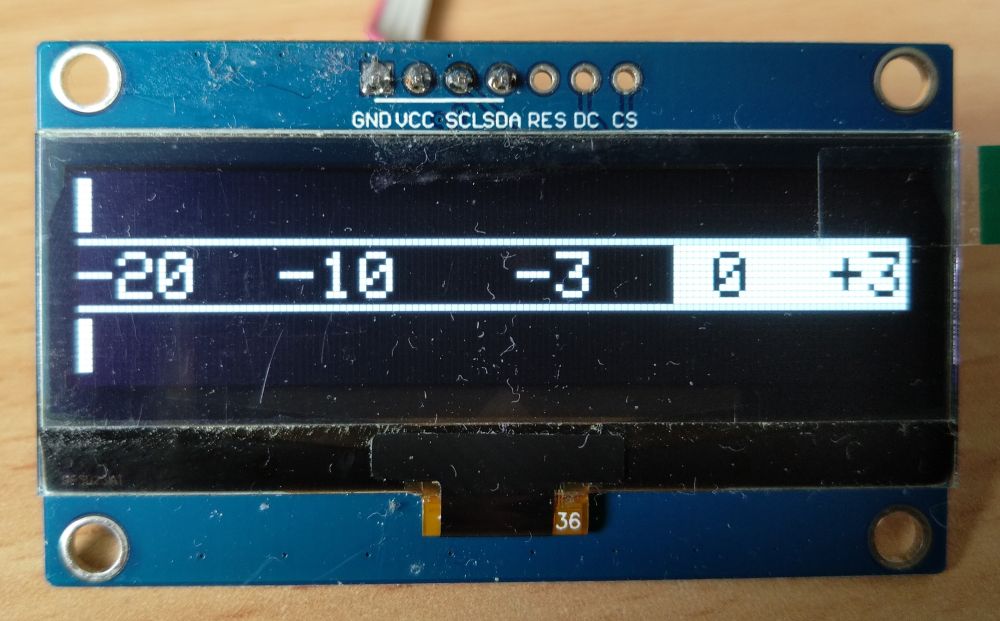 GND VCC SCL SDA RES DC CS
-20 -10 -3 0 +3
36